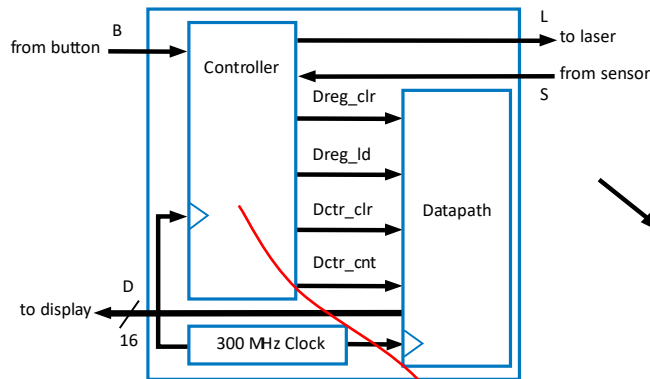 B
L
from button
to laser
Controller
from sensor
S
Dreg_clr
Dreg_ld
Dctr_clr
Datapath
Dctr_cnt
D
to display
16
300 MHz Clock